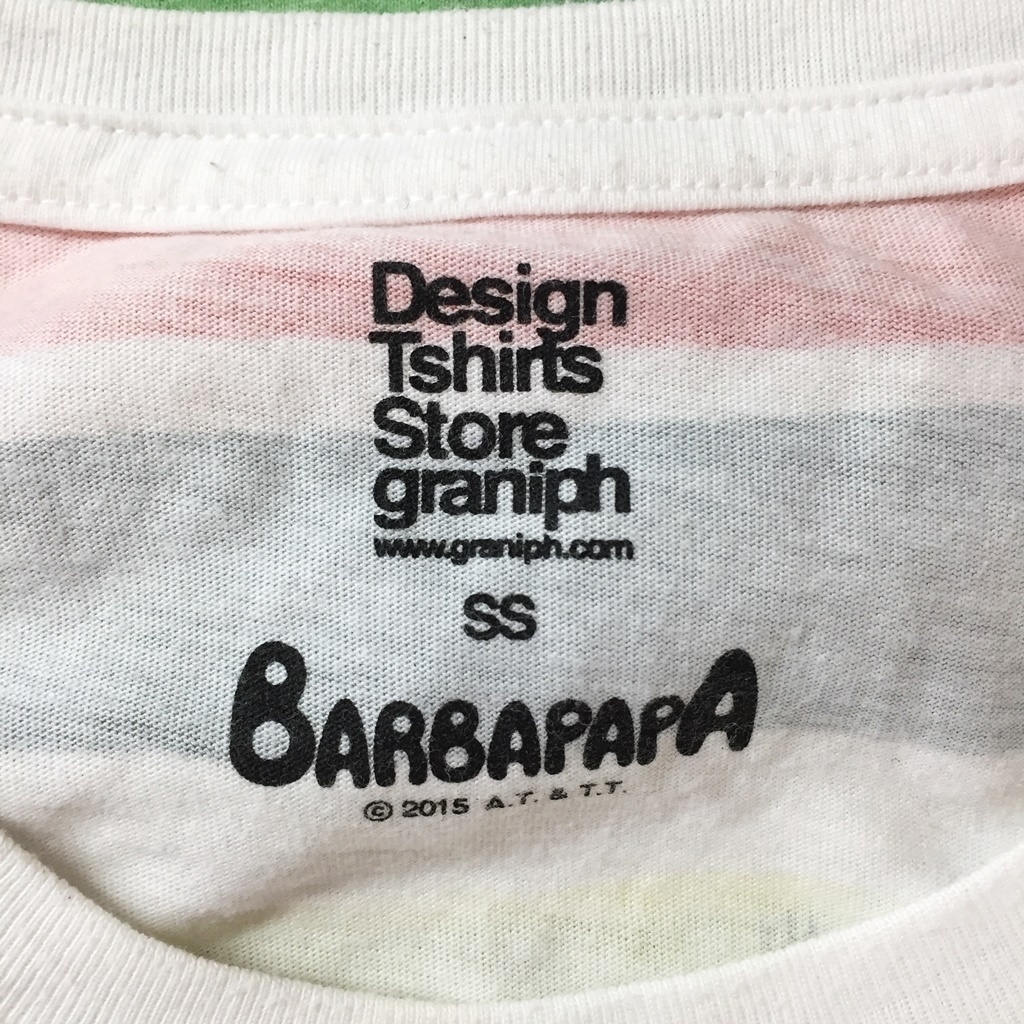 Design
Tshirts
Store
graniph
www.graniph.com
SS
BARBAPAPA
© 2015 A.T. & T.T.